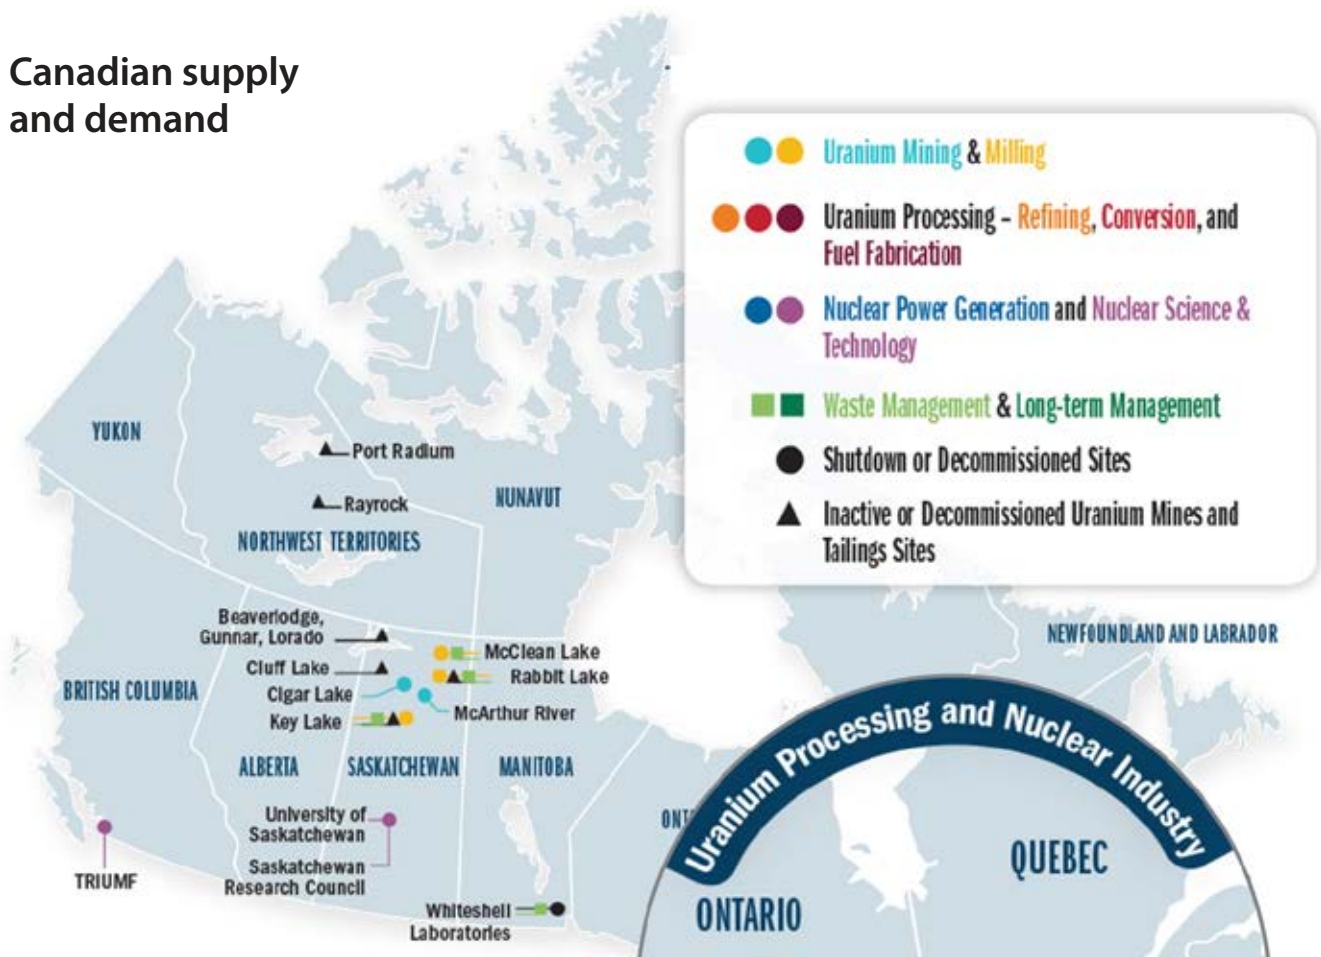 Canadian supply
and demand
Uranium Mining & Milling
Uranium Processing – Refining, Conversion, and
Fuel Fabrication
Nuclear Power Generation and Nuclear Science &
Technology
Waste Management & Long-term Management
Shutdown or Decommissioned Sites
Inactive or Decommissioned Uranium Mines and
Tailings Sites
YUKON
Port Radium
Rayrock
NUNAVUT
NORTHWEST TERRITORIES
Beaverlodge,
Gunnar, Lorado
McClean Lake
Cluff Lake
Rabbit Lake
BRITISH COLUMBIA
Cigar Lake
Key Lake
McArthur River
NEWFOUNDLAND AND LABRADOR
ALBERTA
SASKATCHEWAN
MANITOBA
University of
Saskatchewan
Saskatchewan
Research Council
TRIUMF
Whiteshell
Laboratories
ONT
Uranium Processing and Nuclear Industry
QUEBEC
ONTARIO